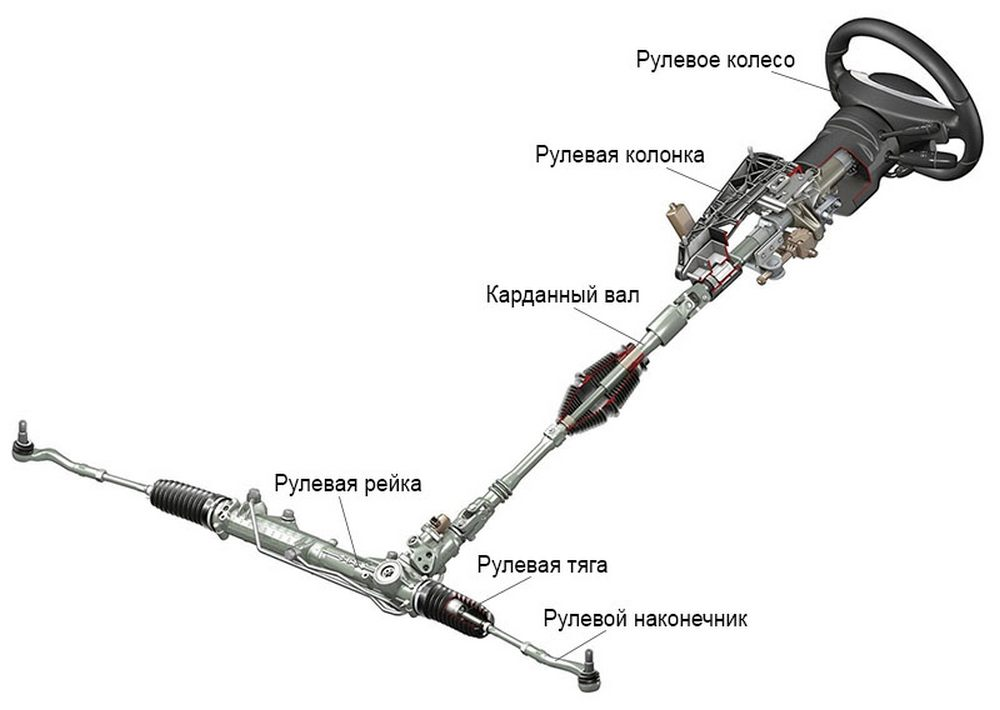 Рулевое колесо
Рулевая колонка
Карданный вал
Рулевая рейка
Рулевая тяга
Рулевой наконечник